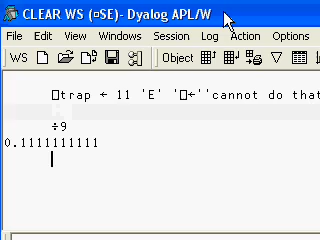 CLEAR WS (¤SE)- Dyalog APL/W
File Edit View Windows Session Log Action Options
WS Object
⎕trap ← 11 'E' '⎕←''cannot do that
÷9
0.1111111111